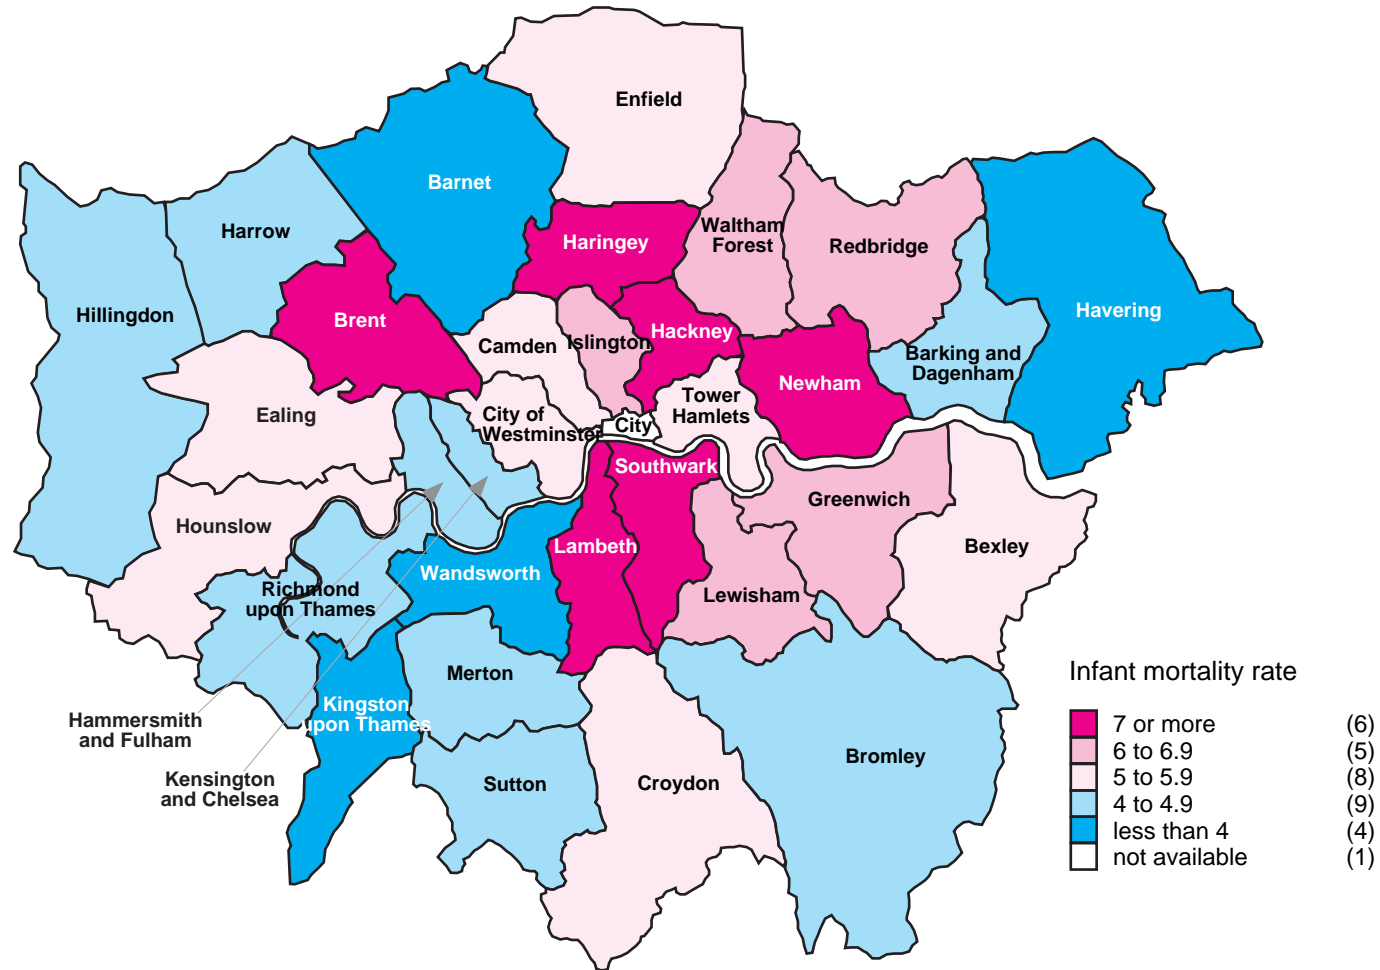 Enfield
Barnet
Waltham
Forest
Harrow
Haringey
Redbridge
Hillingdon
Brent
Hackney
Havering
Camden
Islington
Barking and
Dagenham
Newham
Ealing
City of
Westminster
City
Tower
Hamlets
Southwark
Greenwich
Hounslow
Lambeth
Bexley
Wandsworth
Richmond
upon Thames
Lewisham
Merton
Kingston
upon Thames
Hammersmith
and Fulham
Kensington
and Chelsea
Sutton
Croydon
Bromley
Infant mortality rate
7 or more (6)
6 to 6.9 (5)
5 to 5.9 (8)
4 to 4.9 (9)
less than 4 (4)
not available (1)